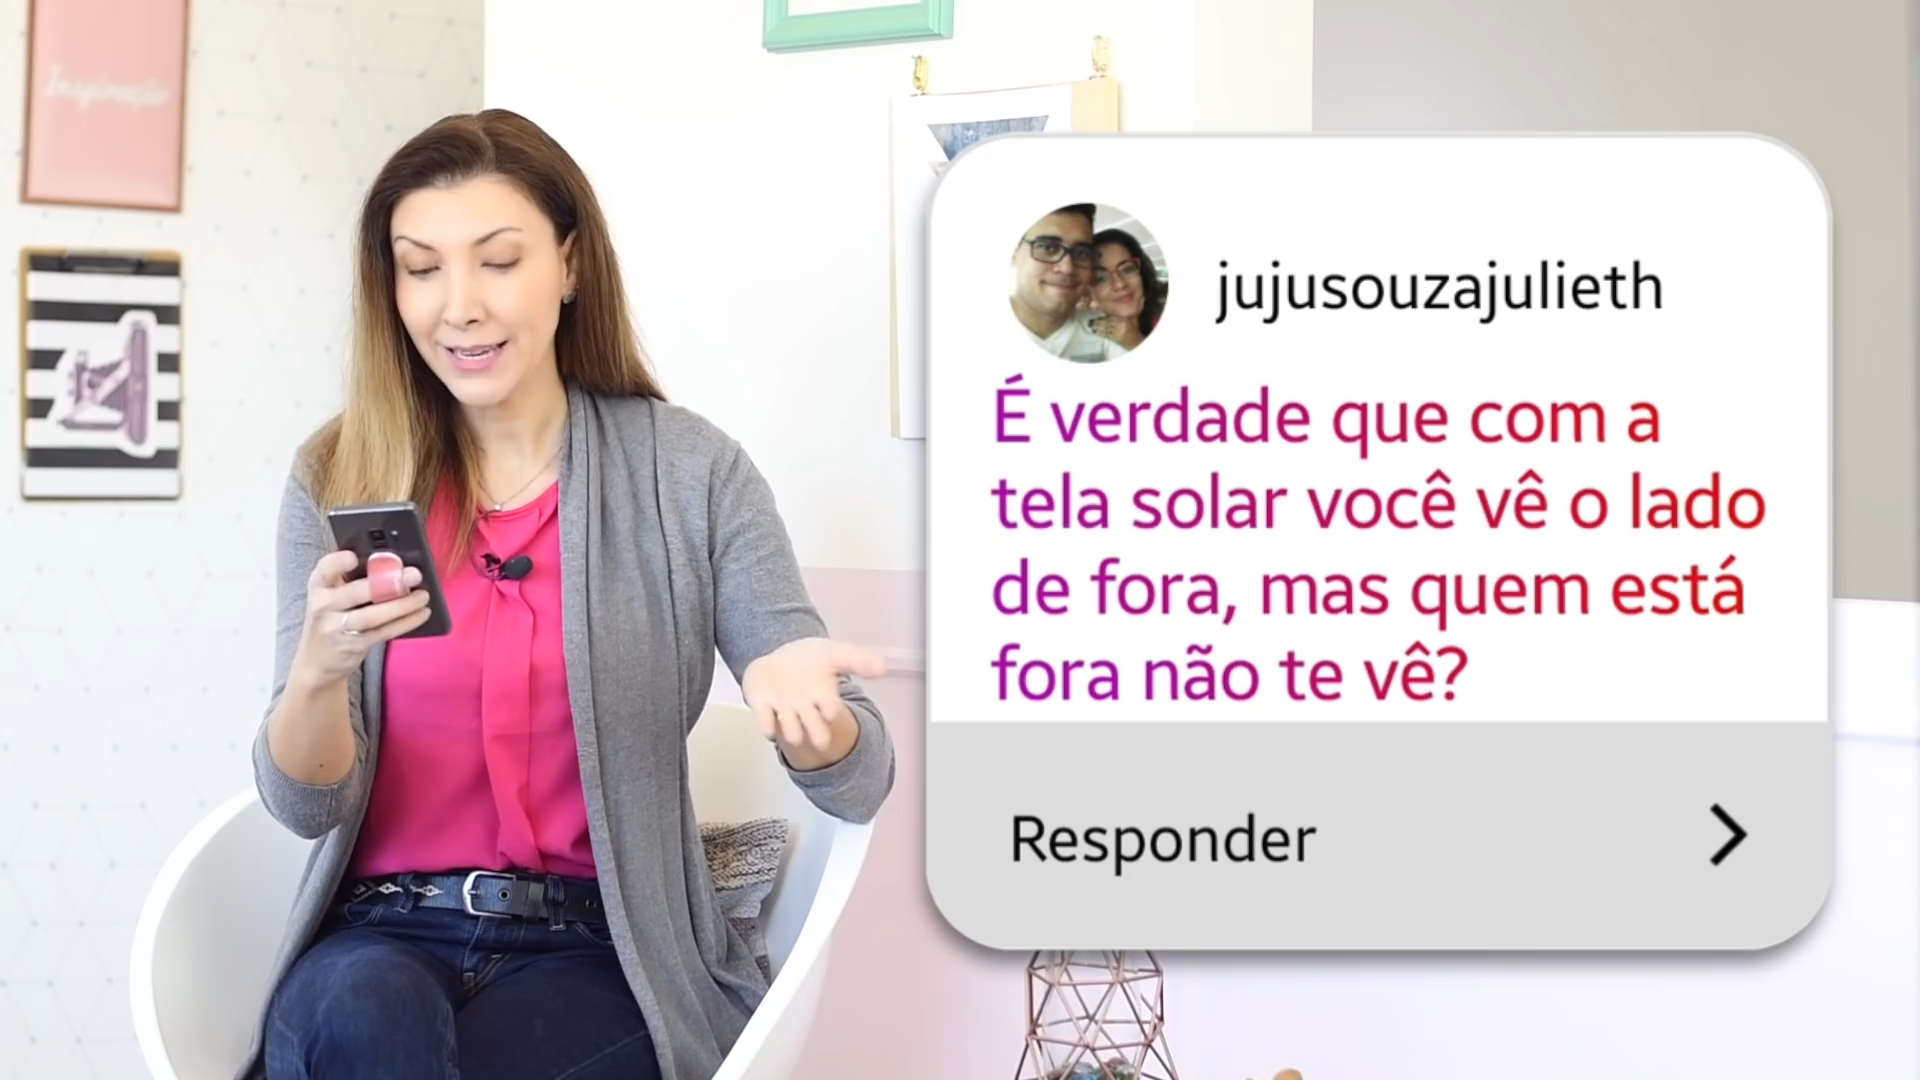 Inspiração
jujusouzajulieth
É verdade que com a
tela solar você vê o lado
de fora, mas quem está
fora não te vê?
Responder